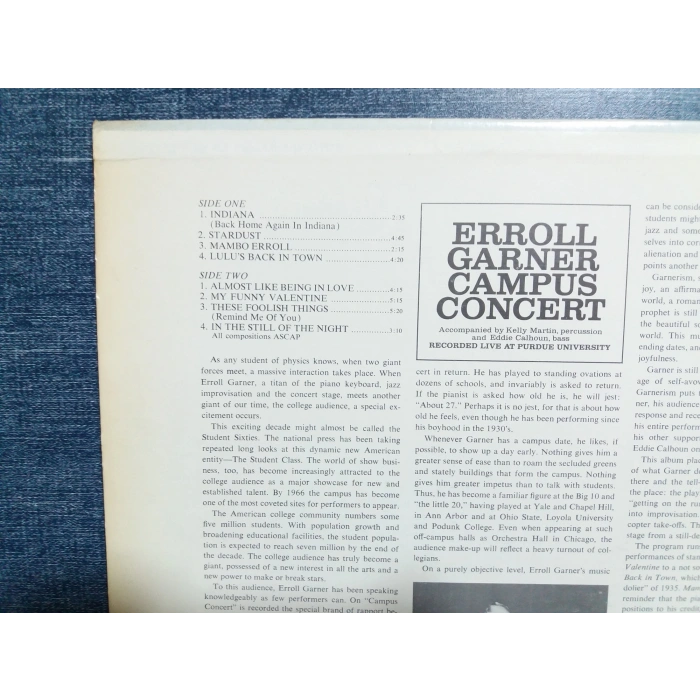 SIDE ONE
1. INDIANA 2:35
(Back Home Again In Indiana)
2. STARDUST 4:45
3. MAMBO ERROLL 2:15
4. LULU'S BACK IN TOWN 4:20
SIDE TWO
1. ALMOST LIKE BEING IN LOVE 4:15
2. MY FUNNY VALENTINE 5:15
3. THESE FOOLISH THINGS 5:20
(Remind Me Of You)
4. IN THE STILL OF THE NIGHT 3:10
All compositions ASCAP
As any student of physics knows, when two giant
forces meet, a massive interaction takes place. When
Erroll Garner, a titan of the piano keyboard, jazz
improvisation and the concert stage, meets another
giant of our time, the college audience, a special ex-
citement occurs.
This exciting decade might almost be called the
Student Sixties. The national press has been taking
repeated long looks at this dynamic new American
entity—The Student Class. The world of show busi-
ness, too, has become increasingly attracted to the
college audience as a major showcase for new and
established talent. By 1966 the campus has become
one of the most coveted sites for performers to appear.
The American college community numbers some
five million students. With population growth and
broadening educational facilities, the student popula-
tion is expected to reach seven million by the end of
the decade. The college audience has truly become a
giant, possessed of a new interest in all the arts and a
new power to make or break stars.
To this audience, Erroll Garner has been speaking
knowledgeably as few performers can. On "Campus
Concert" is recorded the special brand of rapport be-
ERROLL
GARNER
CAMPUS
CONCERT
Accompanied by Kelly Martin, percussion
and Eddie Calhoun, bass
RECORDED LIVE AT PURDUE UNIVERSITY
cert in return. He has played to standing ovations at
dozens of schools, and invariably is asked to return.
If the pianist is asked how old he is, he will jest:
"About 27." Perhaps it is no jest, for that is about how
old he feels, even though he has been performing since
his boyhood in the 1930's.
Whenever Garner has a campus date, he likes, if
possible, to show up a day early. Nothing gives him a
greater sense of ease than to roam the secluded greens
and stately buildings that form the campus. Nothing
gives him greater impetus than to talk with students.
Thus, he has become a familiar figure at the Big 10 and
"the little 20," having played at Yale and Chapel Hill,
in Ann Arbor and at Ohio State, Loyola University
and Podunk College. Even when appearing at such
off-campus halls as Orchestra Hall in Chicago, the
audience make-up will reflect a heavy turnout of col-
legians.
On a purely objective level, Erroll Garner's music
can be consid
students might
jazz and some
selves into cor
alienation and
points another
Garnerism, s
joy, an affirma
world, a roman
prophet is still
the beautiful so
world. This mu
ending dates, and
joyfulness.
Garner is still
age of self-avow
Garnerism puts t
ner, his audience
response and rece
his entire perform
his other support
Eddie Calhoun on
This album plac
of what Garner do
there and the tell-
the place: the play
"getting on the ru
into improvisation
copter take-offs. Th
stage from a still-de
The program run
performances of stan
Valentine to a not so
Back in Town, which
dolier" of 1935. Mam
reminder that the pia
positions to his credi